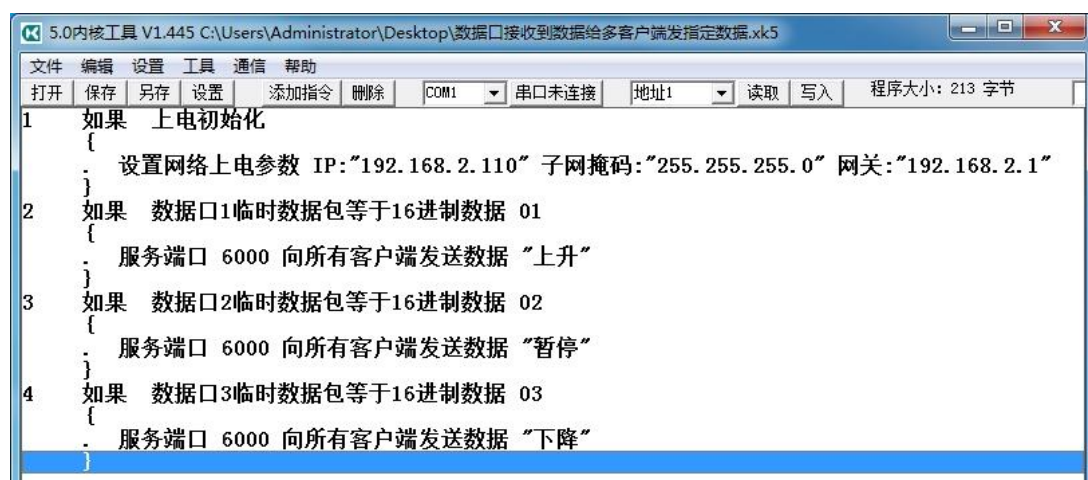 5.0内核工具 V1.445 C:\Users\Administrator\Desktop\数据口接收到数据给多客户端发指定数据.xk5
文件 编辑 设置 工具 通信 帮助
打开 保存 另存 设置 添加指令 删除 COM1 串口未连接 地址1 读取 写入 程序大小: 213 字节
1 如果 上电初始化
{
. 设置网络上电参数 IP:"192.168.2.110" 子网掩码:"255.255.255.0" 网关:"192.168.2.1"
}
2 如果 数据口1临时数据包等于16进制数据 01
{
. 服务端口 6000 向所有客户端发送数据 "上升"
}
3 如果 数据口2临时数据包等于16进制数据 02
{
. 服务端口 6000 向所有客户端发送数据 "暂停"
}
4 如果 数据口3临时数据包等于16进制数据 03
{
. 服务端口 6000 向所有客户端发送数据 "下降"
}